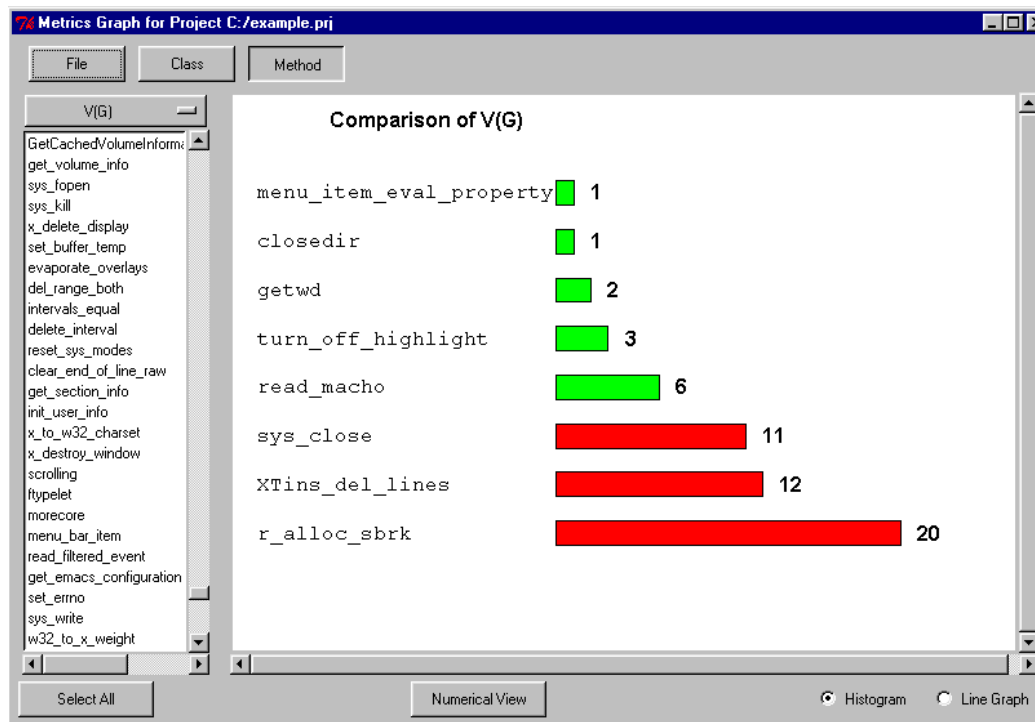 Metrics Graph for Project C:/example.prj
File Class Method
V(G)
GetCachedVolumeInforma
get_volume_info
sys_fopen
sys_kill
x_delete_display
set_buffer_temp
evaporate_overlays
del_range_both
intervals_equal
delete_interval
reset_sys_modes
clear_end_of_line_raw
get_section_info
init_user_info
x_to_w32_charset
x_destroy_window
scrolling
ftypelet
morecore
menu_bar_item
read_filtered_event
get_emacs_configuration
set_errno
sys_write
w32_to_x_weight
Comparison of V(G)
menu_item_eval_property 1
closedir 1
getwd 2
turn_off_highlight 3
read_macho 6
sys_close 11
XTins_del_lines 12
r_alloc_sbrk 20
Select All Numerical View Histogram Line Graph